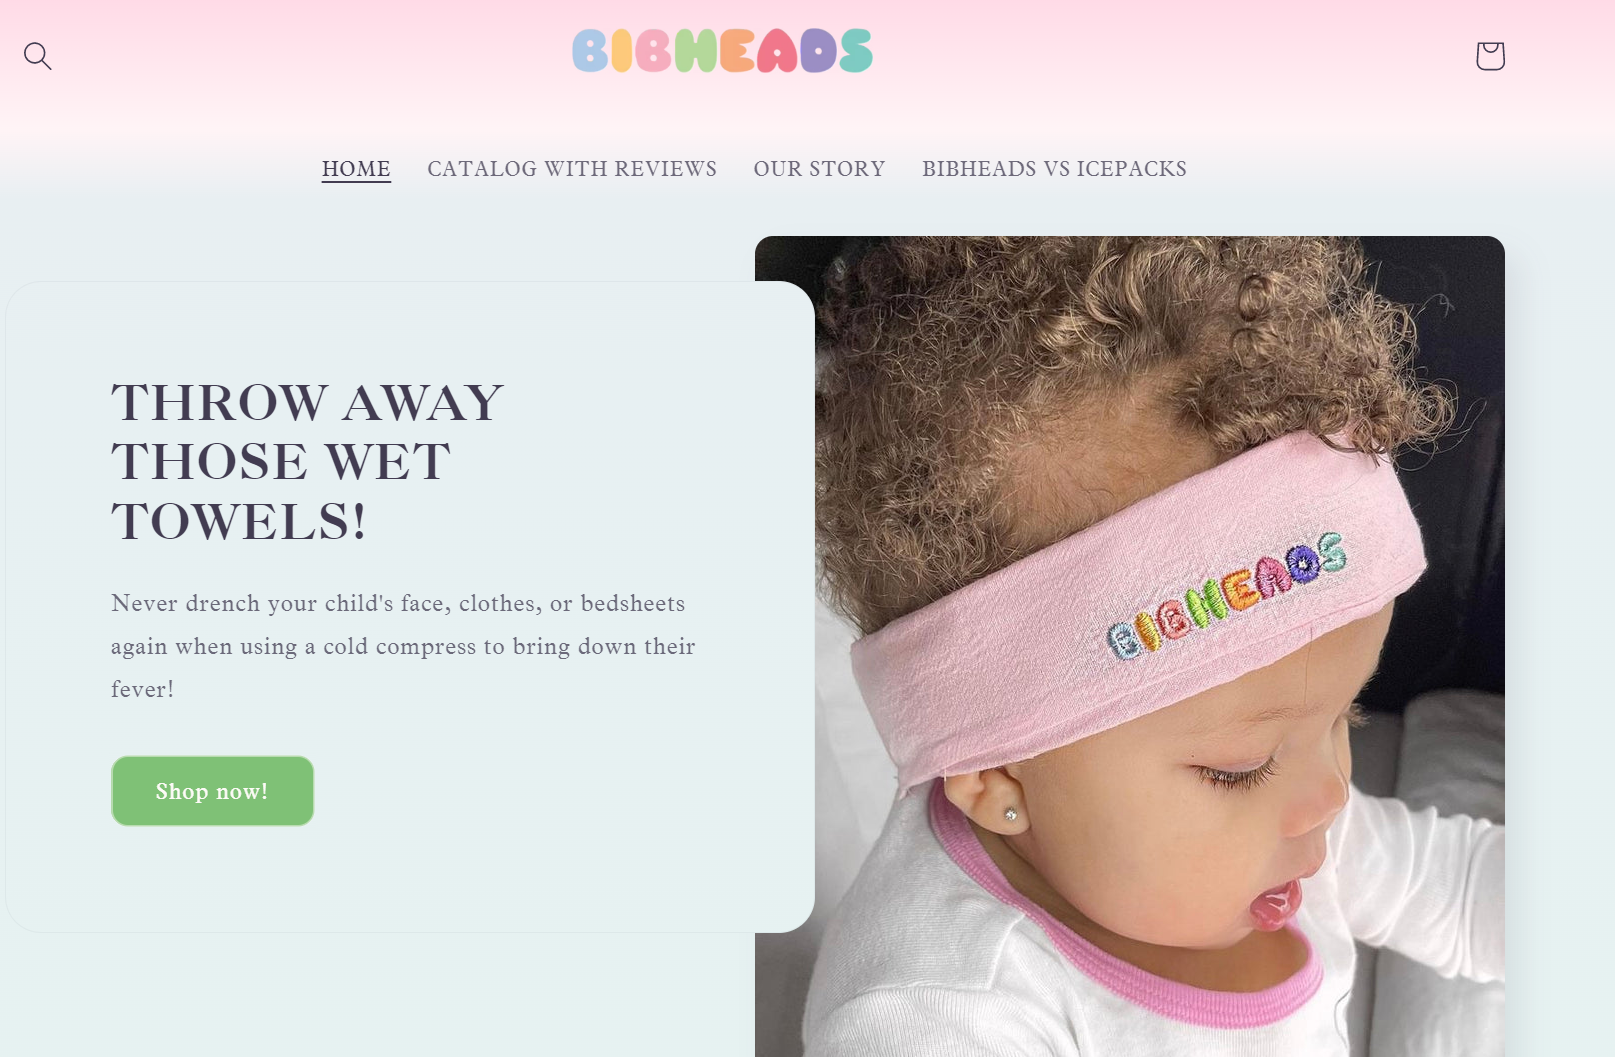 BIBHEADS
HOME CATALOG WITH REVIEWS OUR STORY BIBHEADS VS ICEPACKS
THROW AWAY
THOSE WET
TOWELS!
Never drench your child's face, clothes, or bedsheets
again when using a cold compress to bring down their
fever!
Shop now!
BIBHEADS